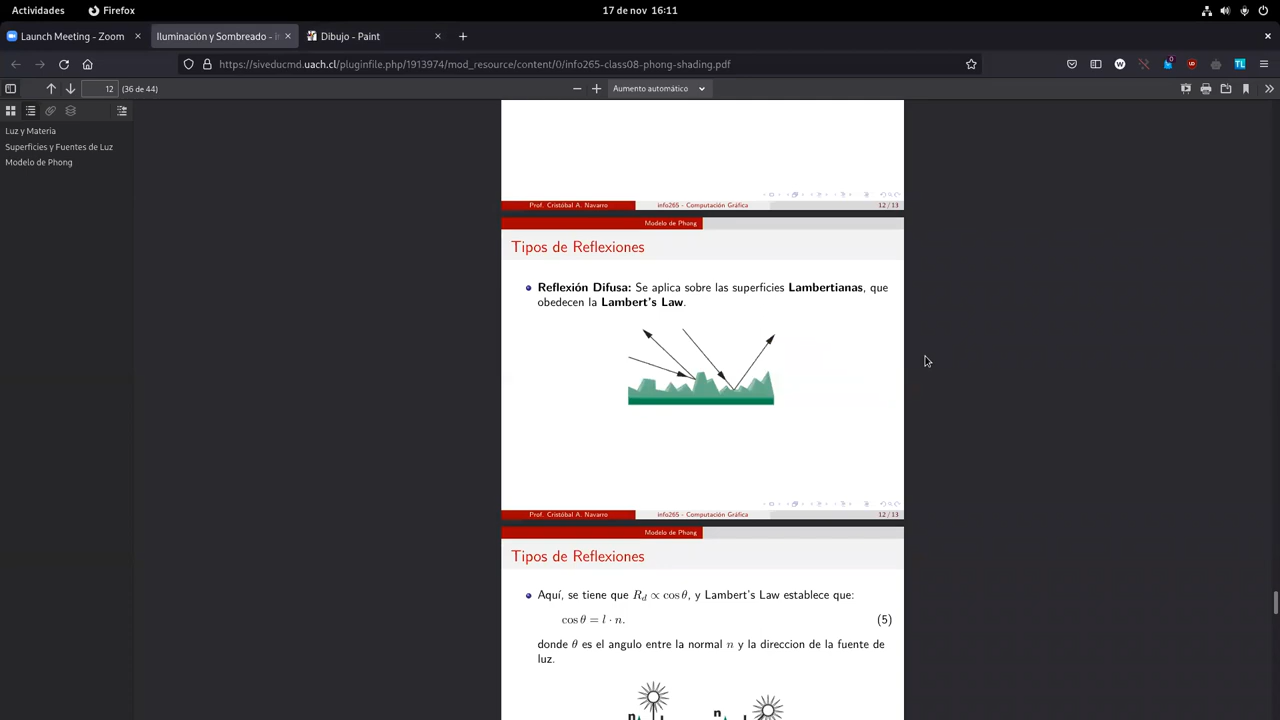 Actividades
Firefox
17 de nov 16:11
Launch Meeting - Zoom
Iluminación y Sombreado - I
Dibujo - Paint
https://siveducmd.uach.cl/pluginfile.php/1913974/mod_resource/content/0/info265-class08-phong-shading.pdf
12
(36 de 44)
Aumento automático
Luz y Materia
Superficies y Fuentes de Luz
Modelo de Phong
Prof. Cristóbal A. Navarro
info265 - Computación Gráfica
12 / 13
Modelo de Phong
Tipos de Reflexiones
Reflexión Difusa: Se aplica sobre las superficies Lambertianas, que
obedecen la Lambert's Law.
Prof. Cristóbal A. Navarro
info265 - Computación Gráfica
12 / 13
Modelo de Phong
Tipos de Reflexiones
Aquí, se tiene que R_d ∝ cos θ, y Lambert's Law establece que:
cos θ = l · n. (5)
donde θ es el angulo entre la normal n y la direccion de la fuente de
luz.
n
n